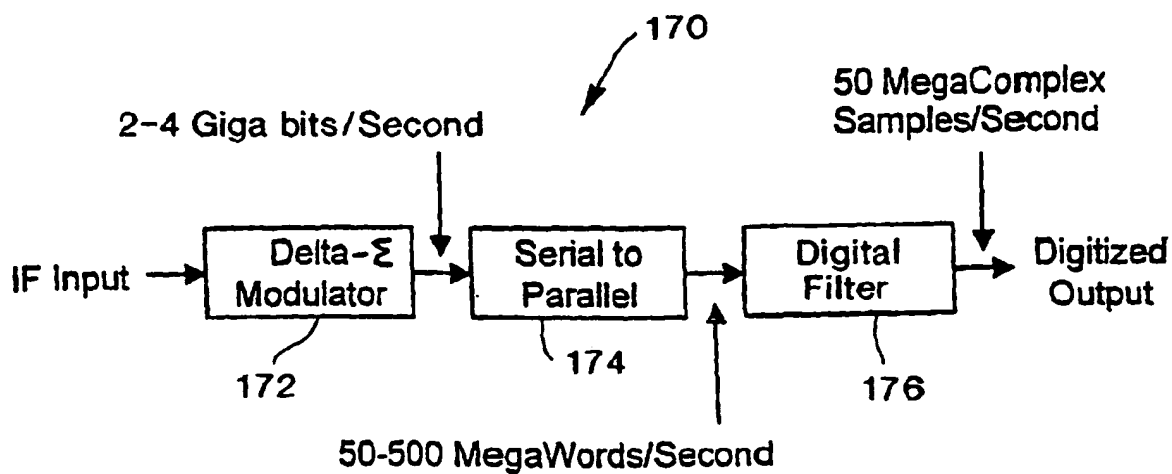 170
50 MegaComplex
Samples/Second
2-4 Giga bits/Second
IF Input
Delta-Σ
Modulator
Serial to
Parallel
Digital
Filter
Digitized
Output
172
174
176
50-500 MegaWords/Second